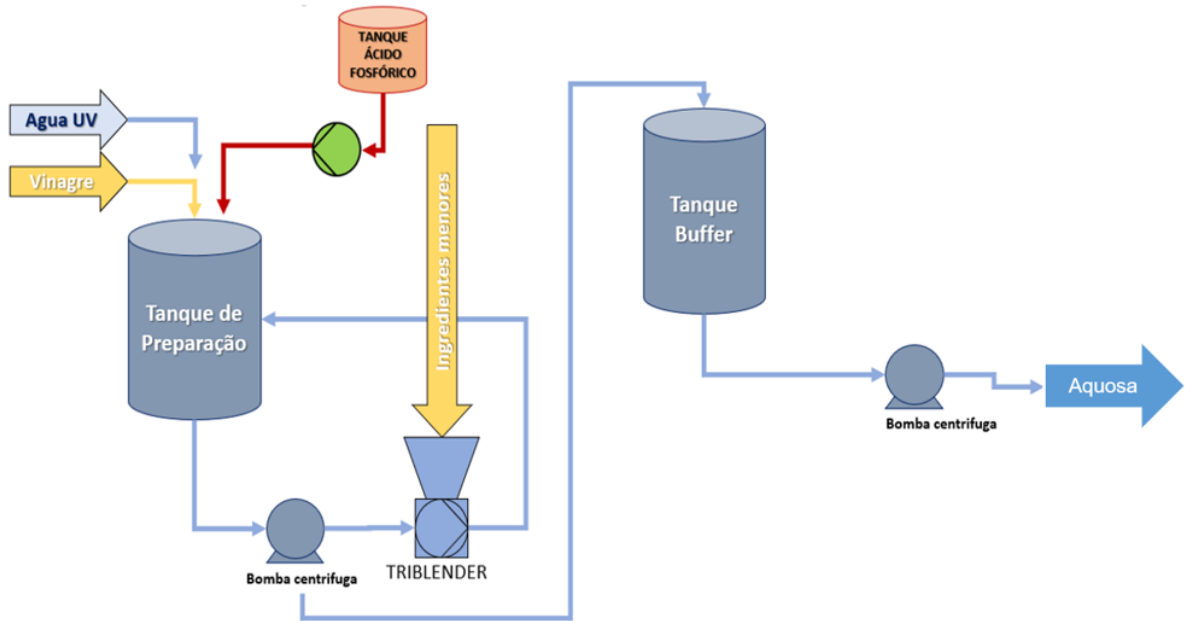 TANQUE
ÁCIDO
FOSFÓRICO
Agua UV
Vinagre
Ingredientes menores
Tanque de
Preparação
Tanque
Buffer
Aquosa
Bomba centrifuga
Bomba centrifuga
TRIBLENDER